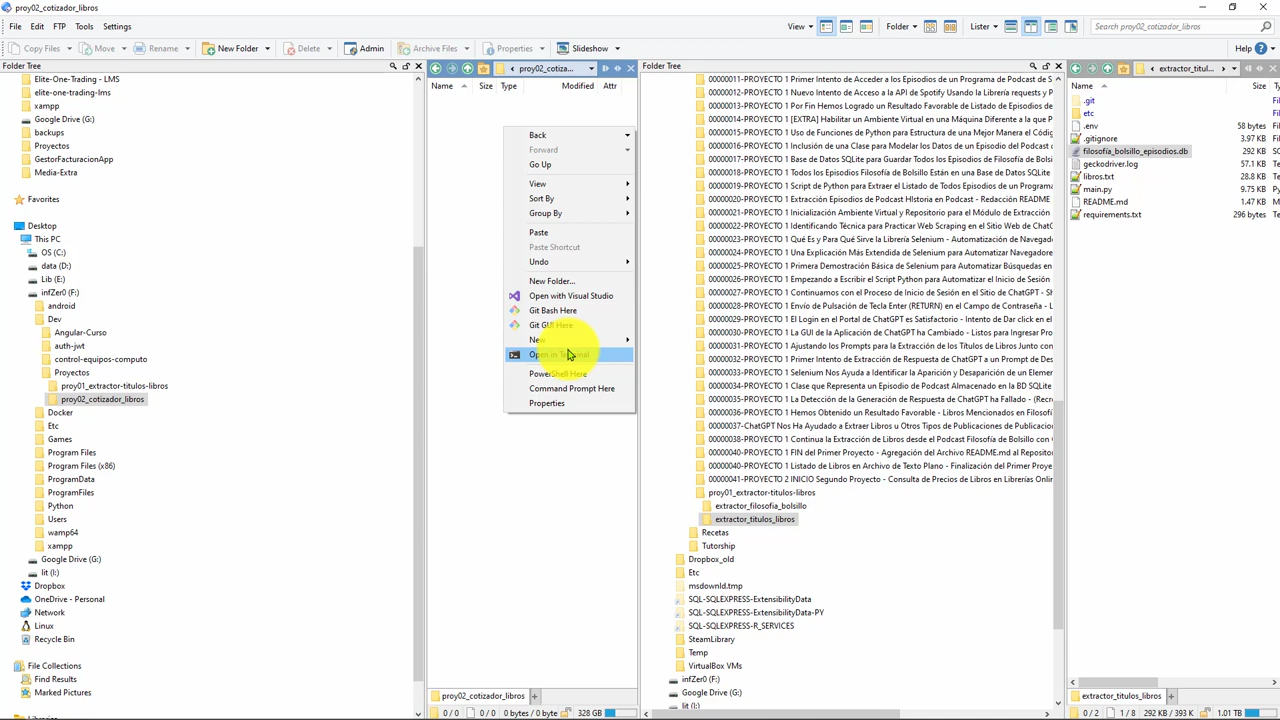 proy02_cotizador_libros
File Edit FTP Tools Settings
View Folder Lister Search proy02_cotizador_libros
Copy Files Move Rename New Folder Delete Admin Archive Files Properties Slideshow Help
Folder Tree
Elite-One-Trading - LMS
elite-one-trading-lms
xampp
Google Drive (G:)
backups
Proyectos
GestorFacturacionApp
Media-Extra
Favorites
Desktop
This PC
OS (C:)
data (D:)
Lib (E:)
infZer0 (F:)
android
Dev
Angular-Curso
auth-jwt
control-equipos-computo
Proyectos
proy01_extractor-titulos-libros
proy02_cotizador_libros
Docker
Etc
Games
Program Files
Program Files (x86)
ProgramData
ProgramFiles
Python
Users
wamp64
xampp
Google Drive (G:)
lit (I:)
Dropbox
OneDrive - Personal
Network
Linux
Recycle Bin
File Collections
Find Results
Marked Pictures
proy02_cotiza...
Name Size Type Modified Attr
Back
Forward
Go Up
View
Sort By
Group By
Paste
Paste Shortcut
Undo
New Folder...
Open with Visual Studio
Git Bash Here
Git GUI Here
New
Open in Terminal
PowerShell Here
Command Prompt Here
Properties
proy02_cotizador_libros
0 / 0 0 / 0 0 bytes / 0 byte 328 GB
Folder Tree
00000011-PROYECTO 1 Primer Intento de Acceder a los Episodios de un Programa de Podcast de S
00000012-PROYECTO 1 Nuevo Intento de Acceso a la API de Spotify Usando la Librería requests y P
00000013-PROYECTO 1 Por Fin Hemos Logrado un Resultado Favorable de Listado de Episodios de
00000014-PROYECTO 1 [EXTRA] Habilitar un Ambiente Virtual en una Máquina Diferente a la que P
00000015-PROYECTO 1 Uso de Funciones de Python para Estructura de una Mejor Manera el Códig
00000016-PROYECTO 1 Inclusión de una Clase para Modelar los Datos de un Episodio del Podcast d
00000017-PROYECTO 1 Base de Datos SQLite para Guardar Todos los Episodios de Filosofía de Bolsil
00000018-PROYECTO 1 Todos los Episodios Filosofía de Bolsillo Están en una Base de Datos SQLite
00000019-PROYECTO 1 Script de Python para Extraer el Listado de Todos Episodios de un Programa
00000020-PROYECTO 1 Extracción Episodios de Podcast HIstoria en Podcast - Redacción README
00000021-PROYECTO 1 Inicialización Ambiente Virtual y Repositorio para el Módulo de Extracción
00000022-PROYECTO 1 Identificando Técnica para Practicar Web Scraping en el Sitio Web de ChatG
00000023-PROYECTO 1 Qué Es y Para Qué Sirve la Librería Selenium - Automatización de Navegado
00000024-PROYECTO 1 Una Explicación Más Extendida de Selenium para Automatizar Navegadores
00000025-PROYECTO 1 Primera Demostración Básica de Selenium para Automatizar Búsquedas en
00000026-PROYECTO 1 Empezando a Escribir el Script Python para Automatizar el Inicio de Sesión
00000027-PROYECTO 1 Continuamos con el Proceso de Inicio de Sesión en el Sitio de ChatGPT - La
00000028-PROYECTO 1 Envío de Pulsación de Tecla Enter (RETURN) en el Campo de Contraseña - L
00000029-PROYECTO 1 El Login en el Portal de ChatGPT es Satisfactorio - Intento de Dar click en el
00000030-PROYECTO 1 La GUI de la Aplicación de ChatGPT ha Cambiado - Listos para Ingresar Pro
00000031-PROYECTO 1 Ajustando los Prompts para la Extracción de los Títulos de Libros Junto con
00000032-PROYECTO 1 Primer Intento de Extracción de Respuesta de ChatGPT a un Prompt de Des
00000033-PROYECTO 1 Selenium Nos Ayuda a Identificar la Aparición y Desaparición de un Elemen
00000034-PROYECTO 1 Clase que Representa un Episodio de Podcast Almacenado en la BD SQLite
00000035-PROYECTO 1 La Detección de la Generación de Respuesta de ChatGPT ha Fallado - (Recre
00000036-PROYECTO 1 Hemos Obtenido un Resultado Favorable - Libros Mencionados en Filosofía
00000037-ChatGPT Nos Ha Ayudado a Extraer Libros u Otros Tipos de Publicaciones de Publicacion
00000038-PROYECTO 1 Continua la Extracción de Libros desde el Podcast Filosofía de Bolsillo con C
00000040-PROYECTO 1 FIN del Primer Proyecto - Agregación del Archivo README.md al Repositor
00000040-PROYECTO 1 Listado de Libros en Archivo de Texto Plano - Finalización del Primer Proye
00000041-PROYECTO 2 INICIO Segundo Proyecto - Consulta de Precios de Libros en Librerías Onlin
proy01_extractor-titulos-libros
extractor_filosofia_bolsillo
extractor_titulos_libros
Recetas
Tutorship
Dropbox_old
Etc
msdownld.tmp
SQL-SQLEXPRESS-ExtensibilityData
SQL-SQLEXPRESS-ExtensibilityData-PY
SQL-SQLEXPRESS-R_SERVICES
SteamLibrary
Temp
VirtualBox VMs
infZer0 (F:)
Google Drive (G:)
lit (I:)
extractor_titul...
Name Size T
.git
etc
.env 58 bytes
.gitignore 3.97 KB
filosofia_bolsillo_episodios.db 292 KB
geckodriver.log 57.1 KB
libros.txt 28.8 KB
main.py 9.75 KB
README.md 1.47 KB
requirements.txt 296 bytes
extractor_titulos_libros
0 / 2 1 / 8 292 KB / 393 K 1.01 TB